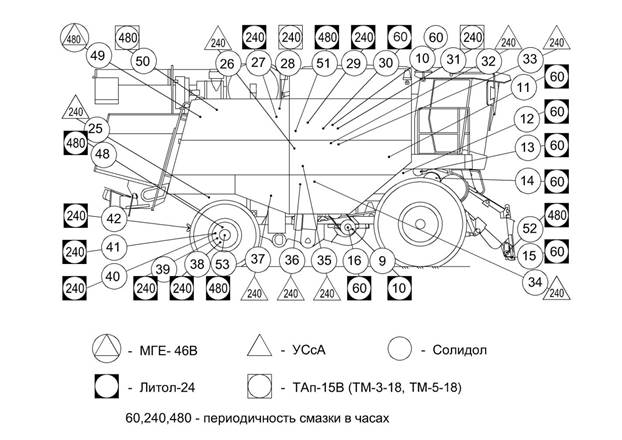 480 480 240 240 240 480 240 60 60 240 240 240
49 50 26 27 28 51 29 30 10 31 32 33
11 60
240
25
12 60
480
48
13 60
14 60
240 42
480
52
240 41
15 60
240 40 39 38 53 37 36 35 16 9 34
240 240 480 240 240 240 60 10 240
- МГЕ- 46В - УСсА - Солидол
- Литол-24 - ТАп-15В (ТМ-3-18, ТМ-5-18)
60,240,480 - периодичность смазки в часах